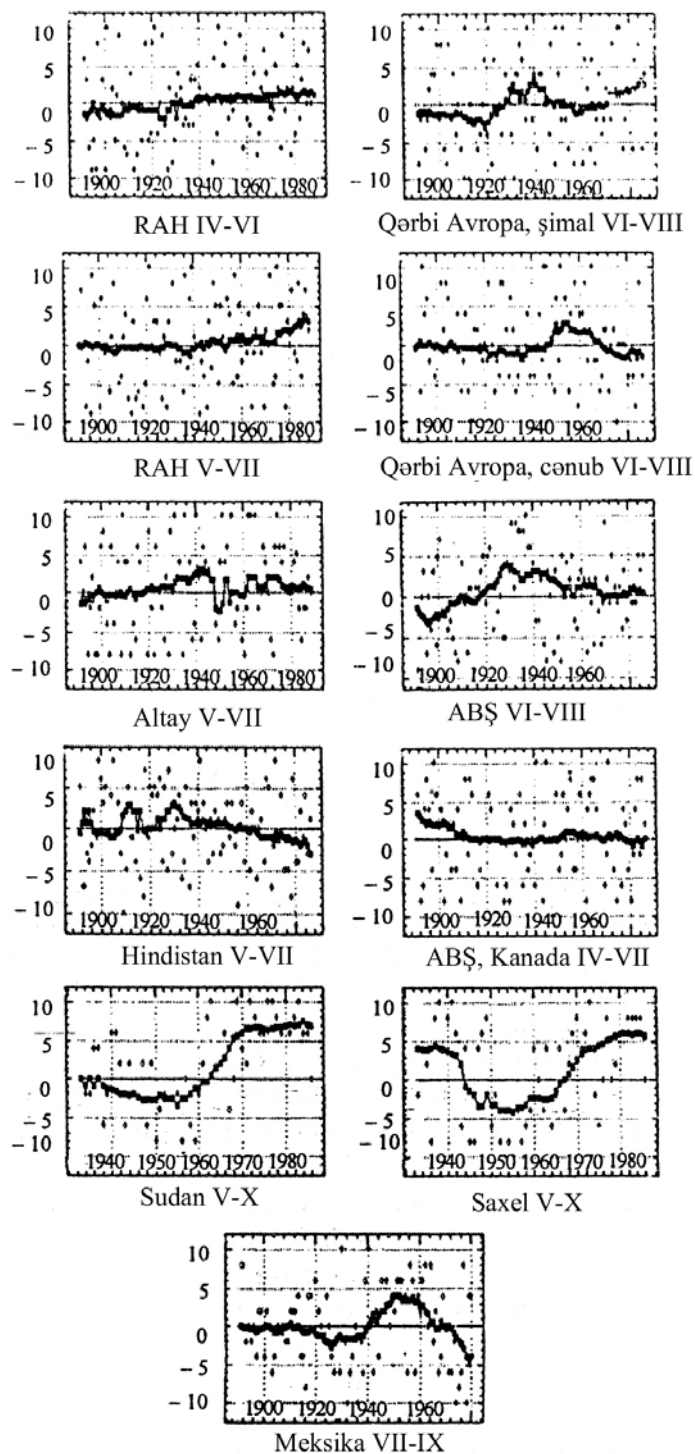 10
5
0
– 5
– 10
1900 1920 1940 1960 1980
RAH IV-VI
10
5
0
–5
– 10
1900 1920 1940 1960
Qərbi Avropa, şimal VI-VIII
10
5
0
– 5
– 10
1900 1920 1940 1960 1980
RAH V-VII
10
5
0
– 5
– 10
1900 1920 1940 1960
Qərbi Avropa, cənub VI-VIII
10
5
0
– 5
– 10
1900 1920 1940 1960 1980
Altay V-VII
10
5
0
– 5
– 10
1900 1920 1940 1960
ABŞ VI-VIII
10
5
0
– 5
– 10
1900 1920 1940 1960
Hindistan V-VII
10
5
0
– 5
– 10
1900 1920 1940 1960
ABŞ, Kanada IV-VII
10
5
0
– 5
– 10
1940 1950 1960 1970 1980
Sudan V-X
10
5
0
– 5
– 10
1940 1950 1960 1970 1980
Saxel V-X
10
5
0
– 5
– 10
1900 1920 1940 1960
Meksika VII-IX